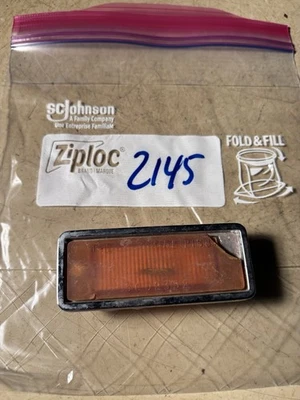 scJohnson
A Family Company
Une Entreprise Familiale
Ziploc®
BRAND / MARQUE
2145
FOLD & FILL